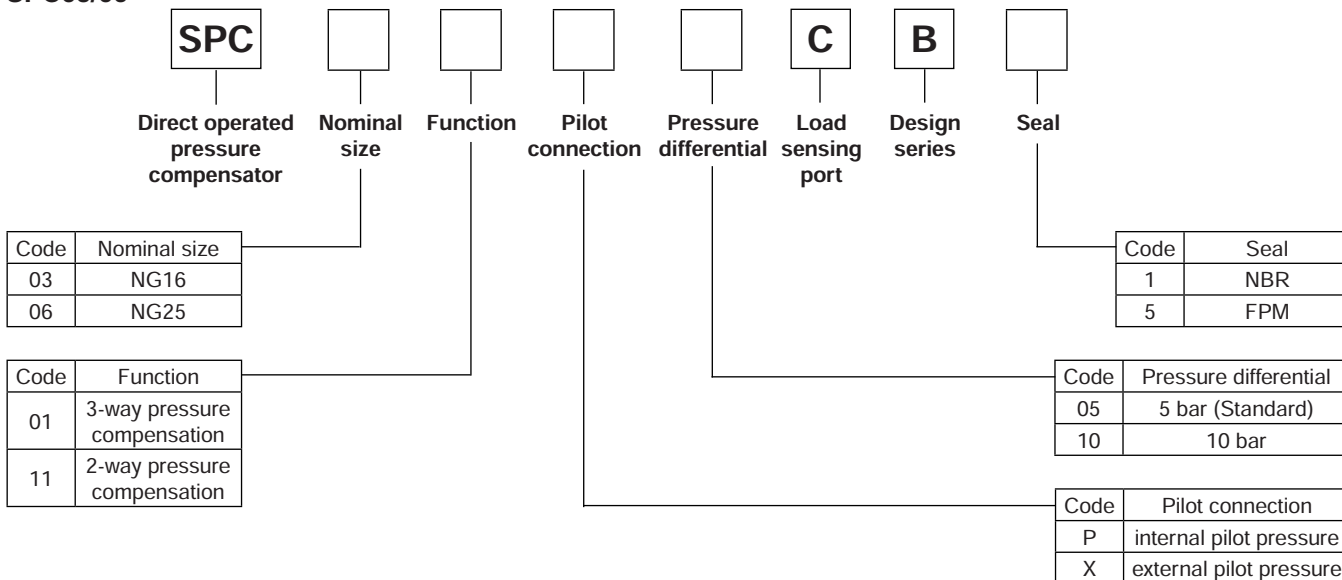 SPC
C
B
Direct operated
pressure
compensator
Nominal
size
Function
Pilot
connection
Pressure
differential
Load
sensing
port
Design
series
Seal
Code Nominal size
03 NG16
06 NG25
Code Seal
1 NBR
5 FPM
Code Function
01 3-way pressure
compensation
11 2-way pressure
compensation
Code Pressure differential
05 5 bar (Standard)
10 10 bar
Code Pilot connection
P internal pilot pressure
X external pilot pressure